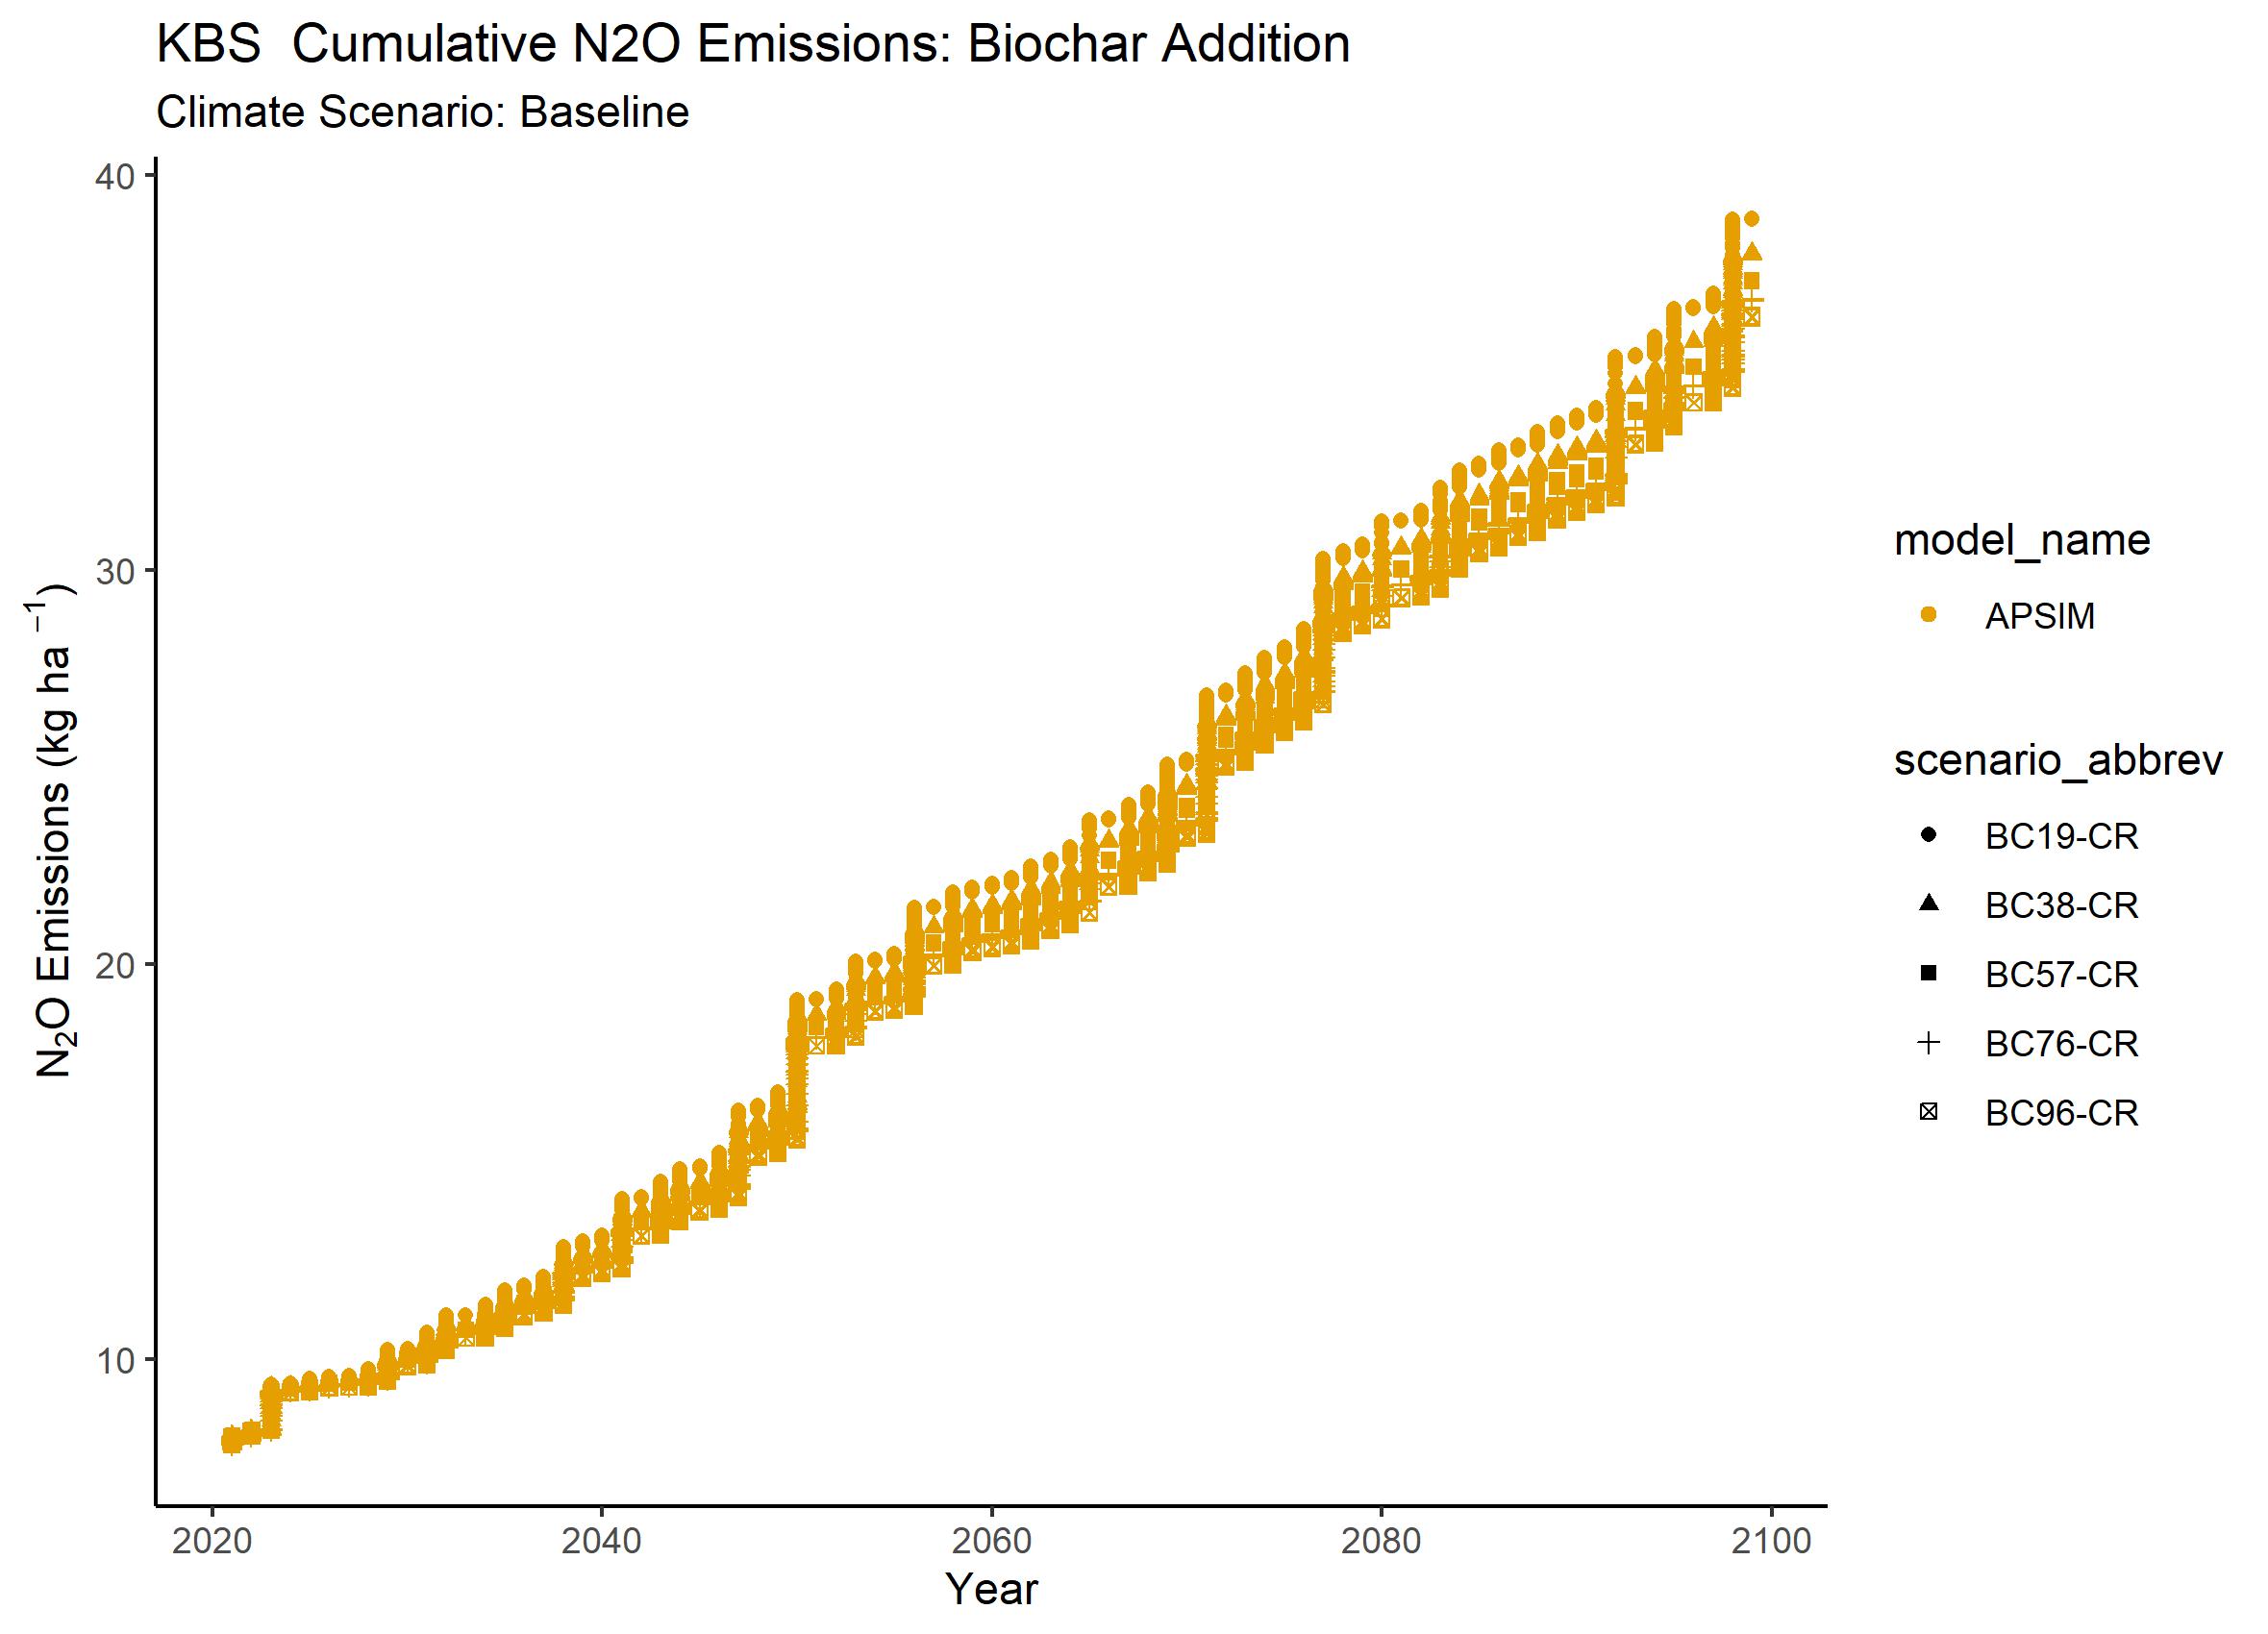 KBS  Cumulative N2O Emissions: Biochar Addition
Climate Scenario: Baseline
N₂O Emissions (kg ha ⁻¹)
40
30
20
10
2020 2040 2060 2080 2100
Year
model_name
APSIM
scenario_abbrev
BC19-CR
BC38-CR
BC57-CR
BC76-CR
BC96-CR